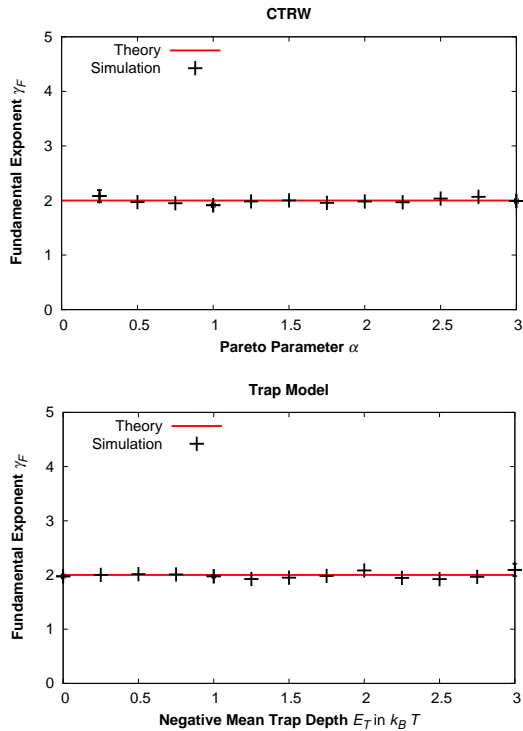 CTRW
5
4
3
2
1
0
Theory
Simulation
Fundamental Exponent γF
0 0.5 1 1.5 2 2.5 3
Pareto Parameter α
Trap Model
5
4
3
2
1
0
Theory
Simulation
Fundamental Exponent γF
0 0.5 1 1.5 2 2.5 3
Negative Mean Trap Depth ET in kB T